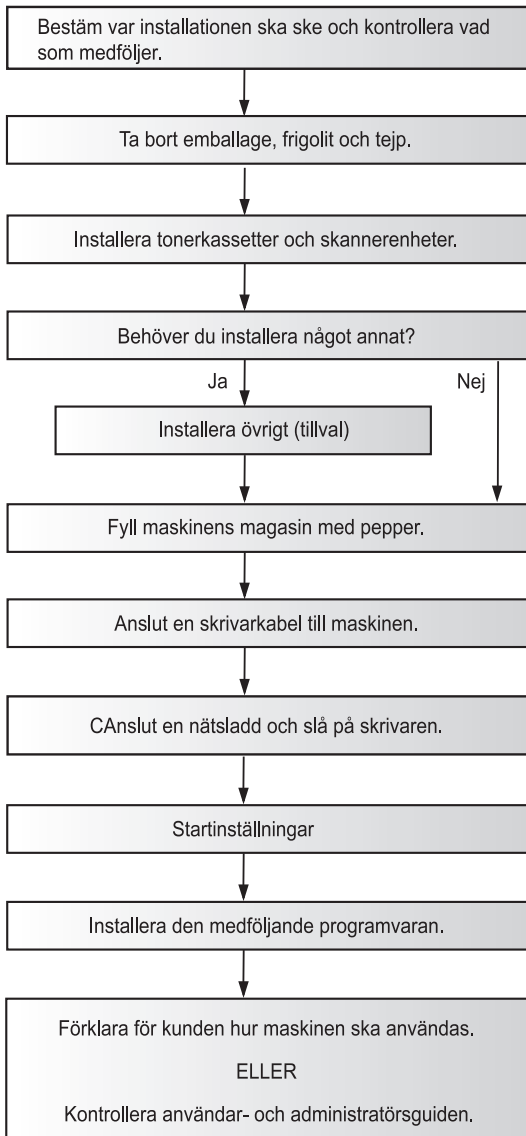 Bestäm var installationen ska ske och kontrollera vad
som medföljer.
Ta bort emballage, frigolit och tejp.
Installera tonerkassetter och skannerenheter.
Behöver du installera något annat?
Ja
Nej
Installera övrigt (tillval)
Fyll maskinens magasin med pepper.
Anslut en skrivarkabel till maskinen.
CAnslut en nätsladd och slå på skrivaren.
Startinställningar
Installera den medföljande programvaran.
Förklara för kunden hur maskinen ska användas.
ELLER
Kontrollera användar- och administratörsguiden.